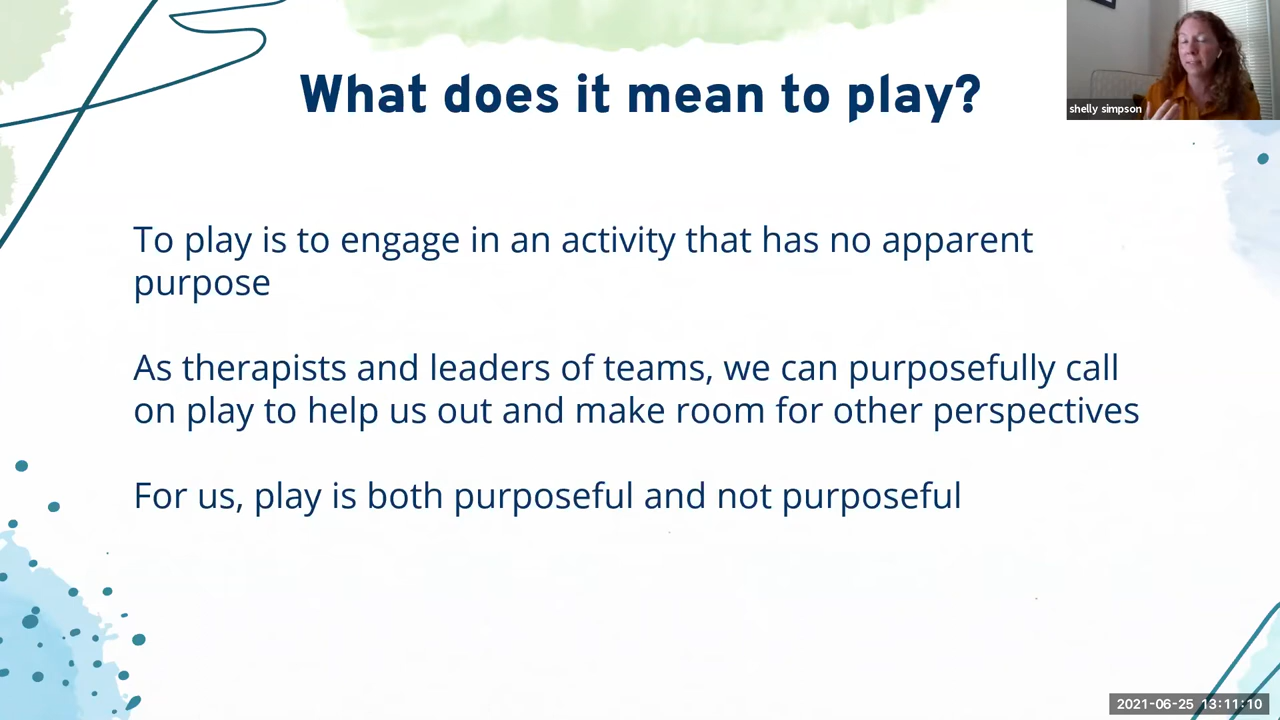 What does it mean to play?
shelly simpson
To play is to engage in an activity that has no apparent
purpose
As therapists and leaders of teams, we can purposefully call
on play to help us out and make room for other perspectives
For us, play is both purposeful and not purposeful
2021-06-25 13:11:10